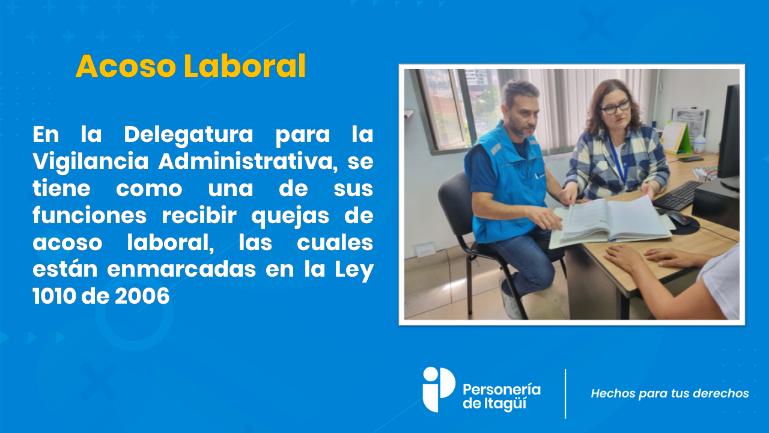 Acoso Laboral
En la Delegatura para la
Vigilancia Administrativa, se
tiene como una de sus
funciones recibir quejas de
acoso laboral, las cuales
están enmarcadas en la Ley
1010 de 2006
Personería
de Itagüí
Hechos para tus derechos